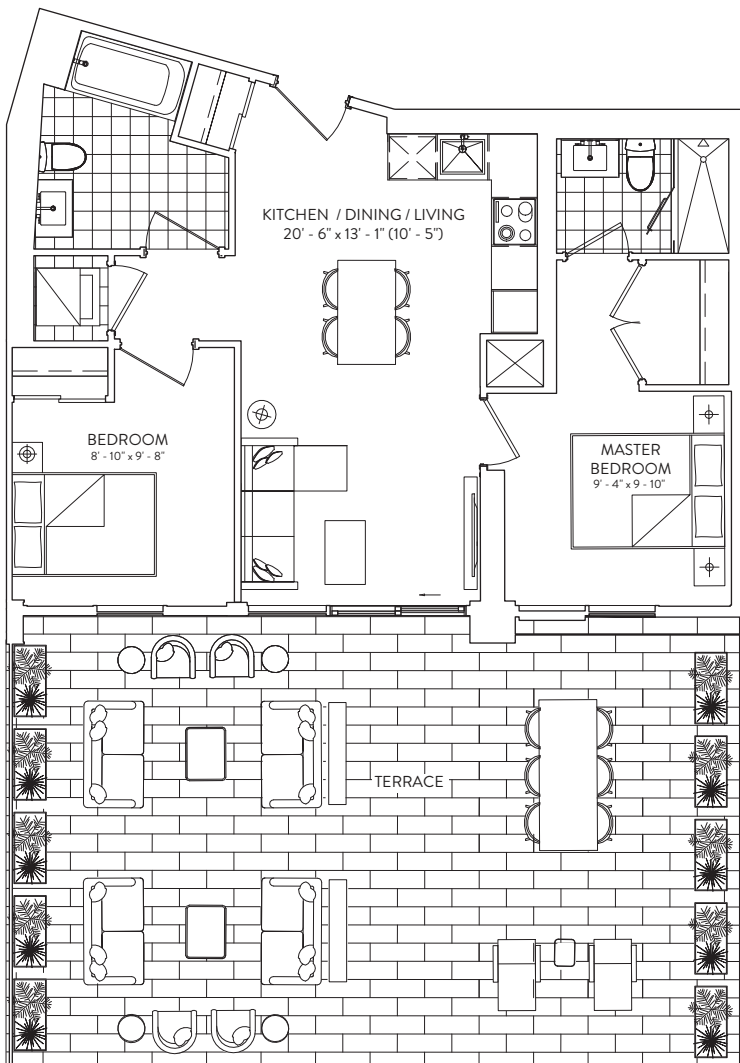 KITCHEN / DINING / LIVING
20' - 6" x 13' - 1" (10' - 5")
BEDROOM
8' - 10" x 9' - 8"
MASTER
BEDROOM
9' - 4" x 9 - 10"
TERRACE